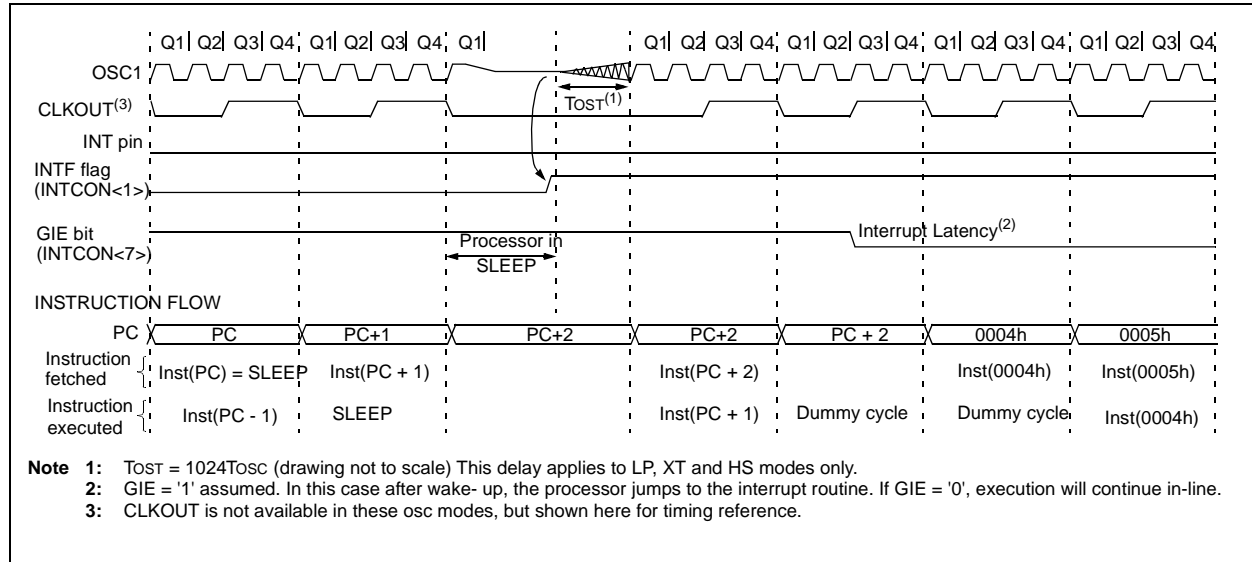 Q1 Q2 Q3 Q4 Q1 Q2 Q3 Q4 Q1 Q1 Q2 Q3 Q4 Q1 Q2 Q3 Q4 Q1 Q2 Q3 Q4 Q1 Q2 Q3 Q4
OSC1
TOST(1)
CLKOUT(3)
INT pin
INTF flag
(INTCON<1>)
GIE bit
(INTCON<7>)
Processor in
SLEEP
Interrupt Latency(2)
INSTRUCTION FLOW
PC PC PC+1 PC+2 PC+2 PC + 2 0004h 0005h
Instruction
fetched
Inst(PC) = SLEEP Inst(PC + 1) Inst(PC + 2) Inst(0004h) Inst(0005h)
Instruction
executed
Inst(PC - 1) SLEEP Inst(PC + 1) Dummy cycle Dummy cycle Inst(0004h)
Note 1: TOST = 1024TOSC (drawing not to scale) This delay applies to LP, XT and HS modes only.
2: GIE = '1' assumed. In this case after wake- up, the processor jumps to the interrupt routine. If GIE = '0', execution will continue in-line.
3: CLKOUT is not available in these osc modes, but shown here for timing reference.